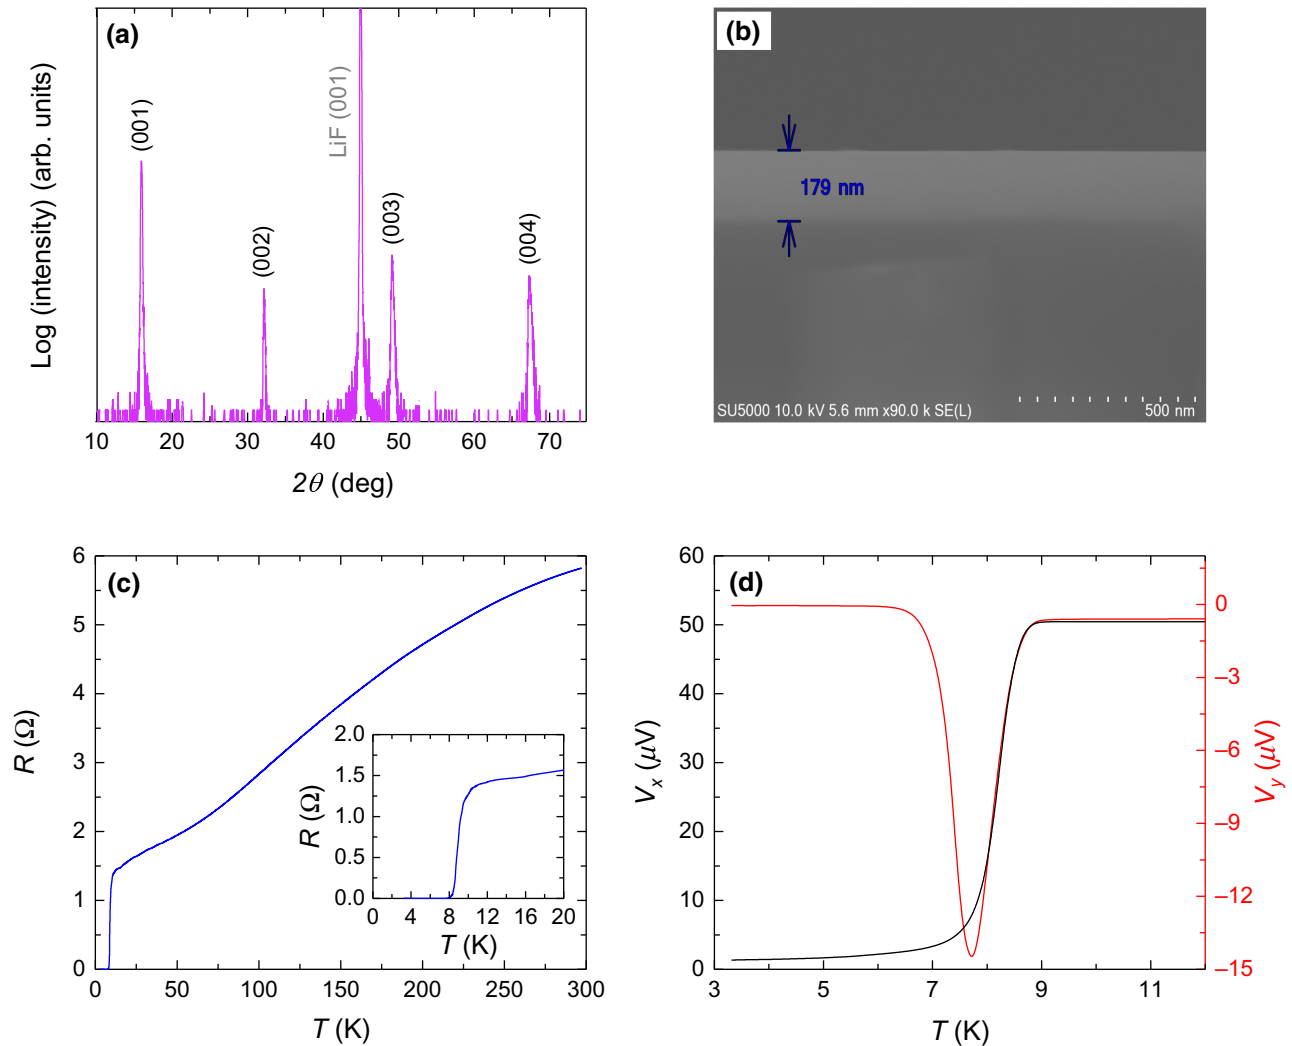 (a)
Log (intensity) (arb. units)
(001)
(002)
LiF (001)
(003)
(004)
10 20 30 40 50 60 70
2θ (deg)
(b)
179 nm
SU5000 10.0 kV 5.6 mm x90.0 k SE(L)
500 nm
(c)
R (Ω)
6
5
4
3
2
1
0
0 50 100 150 200 250 300
T (K)
R (Ω)
2.0
1.5
1.0
0.5
0.0
0 4 8 12 16 20
T (K)
(d)
Vx (μV)
60
50
40
30
20
10
0
3 5 7 9 11
T (K)
0
−3
−6
−9
−12
−15
Vy (μV)